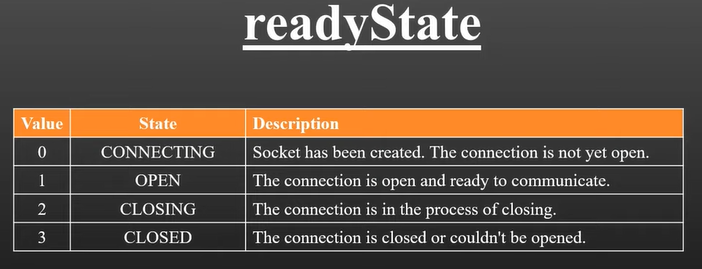 readyState
Value State Description
0 CONNECTING Socket has been created. The connection is not yet open.
1 OPEN The connection is open and ready to communicate.
2 CLOSING The connection is in the process of closing.
3 CLOSED The connection is closed or couldn't be opened.